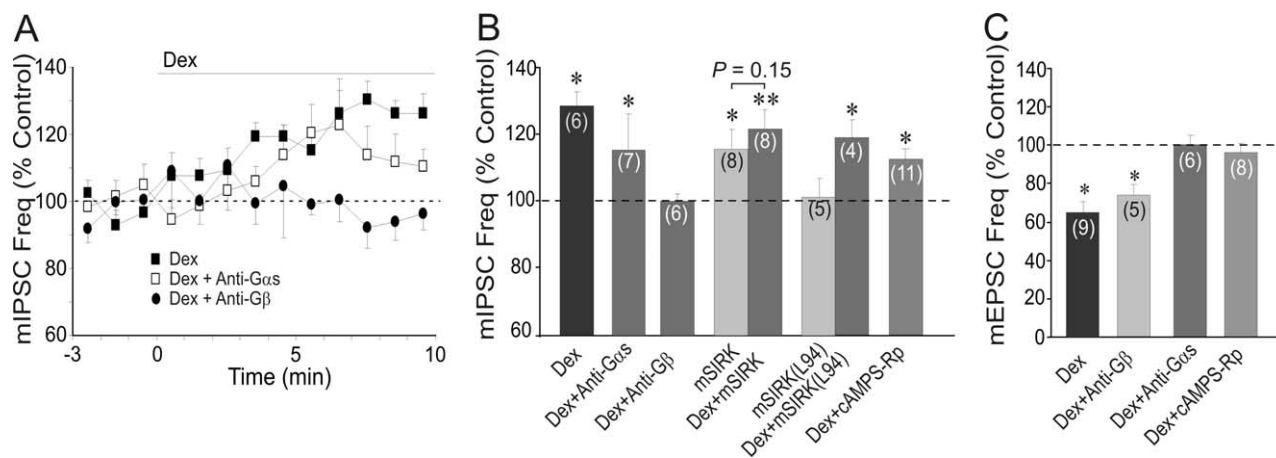 A
Dex
mIPSC Freq (% Control)
140
120
100
80
60
-3
0
5
10
Time (min)
Dex
Dex + Anti-Gαs
Dex + Anti-Gβ
B
mIPSC Freq (% Control)
140
120
100
80
60
P = 0.15
*
*
*
**
*
*
(6)
(7)
(6)
(8)
(8)
(5)
(4)
(11)
Dex
Dex+Anti-Gαs
Dex+Anti-Gβ
mSIRK
Dex+mSIRK
mSIRK(L94)
Dex+mSIRK(L94)
Dex+cAMPS-Rp
C
mEPSC Freq (% Control)
140
120
100
80
60
40
20
0
*
*
(9)
(5)
(6)
(8)
Dex
Dex+Anti-Gβ
Dex+Anti-Gαs
Dex+cAMPS-Rp